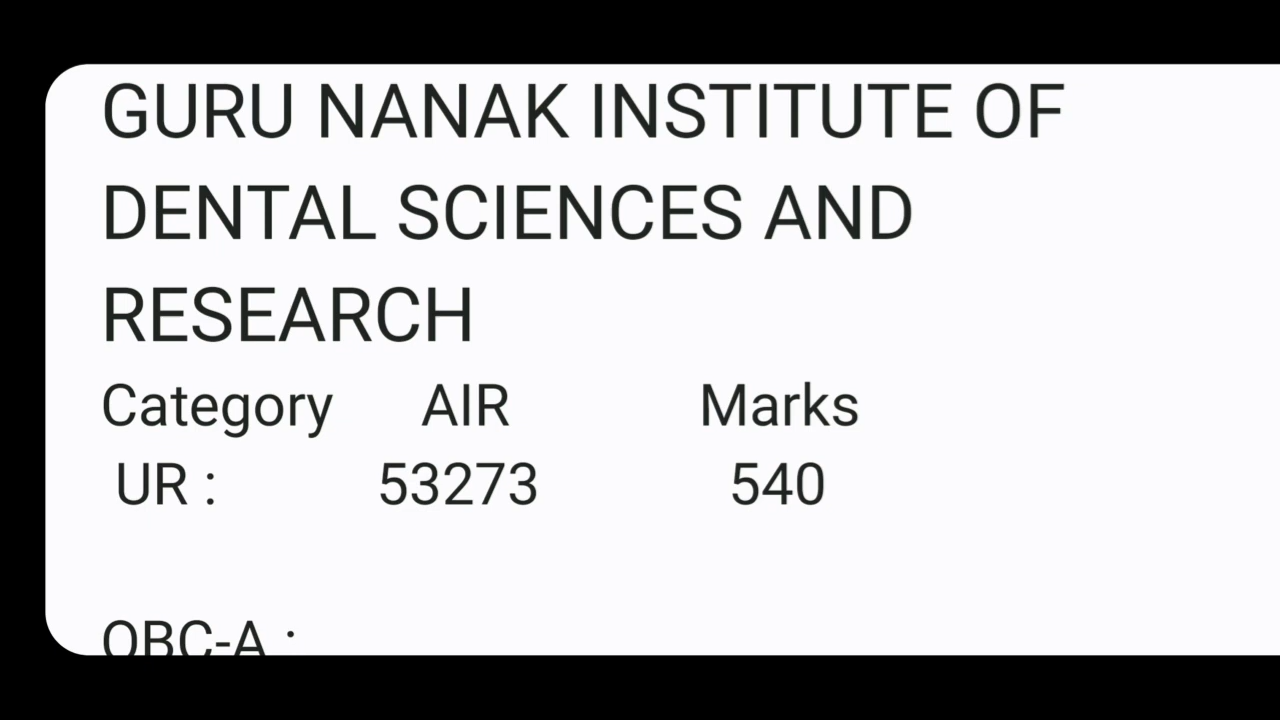 GURU NANAK INSTITUTE OF
DENTAL SCIENCES AND
RESEARCH
Category AIR Marks
UR : 53273 540
OBC-A :